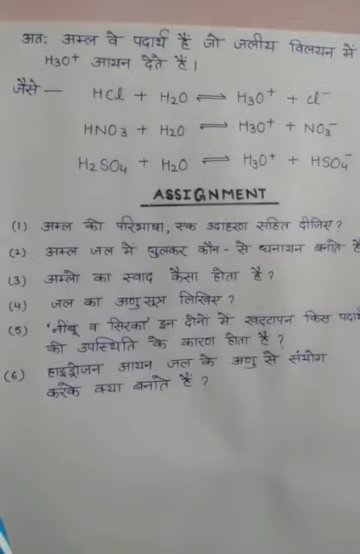 अतः अम्ल वे पदार्थ हैं जो जलीय विलयन में
H3O+ आयन देते हैं।
जैसे — HCl + H2O ⇌ H3O+ + cl-
HNO3 + H2O ⇌ H3O+ + NO3-
H2SO4 + H2O ⇌ H3O+ + HSO4-
ASSIGNMENT
(1) अम्ल की परिभाषा, एक उदाहरण सहित दीजिए?
(2) अम्ल जल में घुलकर कौन-से धनायन बनाते हैं
(3) अम्लो का स्वाद कैसा होता है?
(4) जल का अणु सूत्र लिखिए?
(5) 'नींबू व सिरका' इन दोनो में खट्टापन किस पदा
की उपस्थिति के कारण होता है?
(6) हाइड्रोजन आयन जल के अणु से संयोग
करके क्या बनाते हैं?